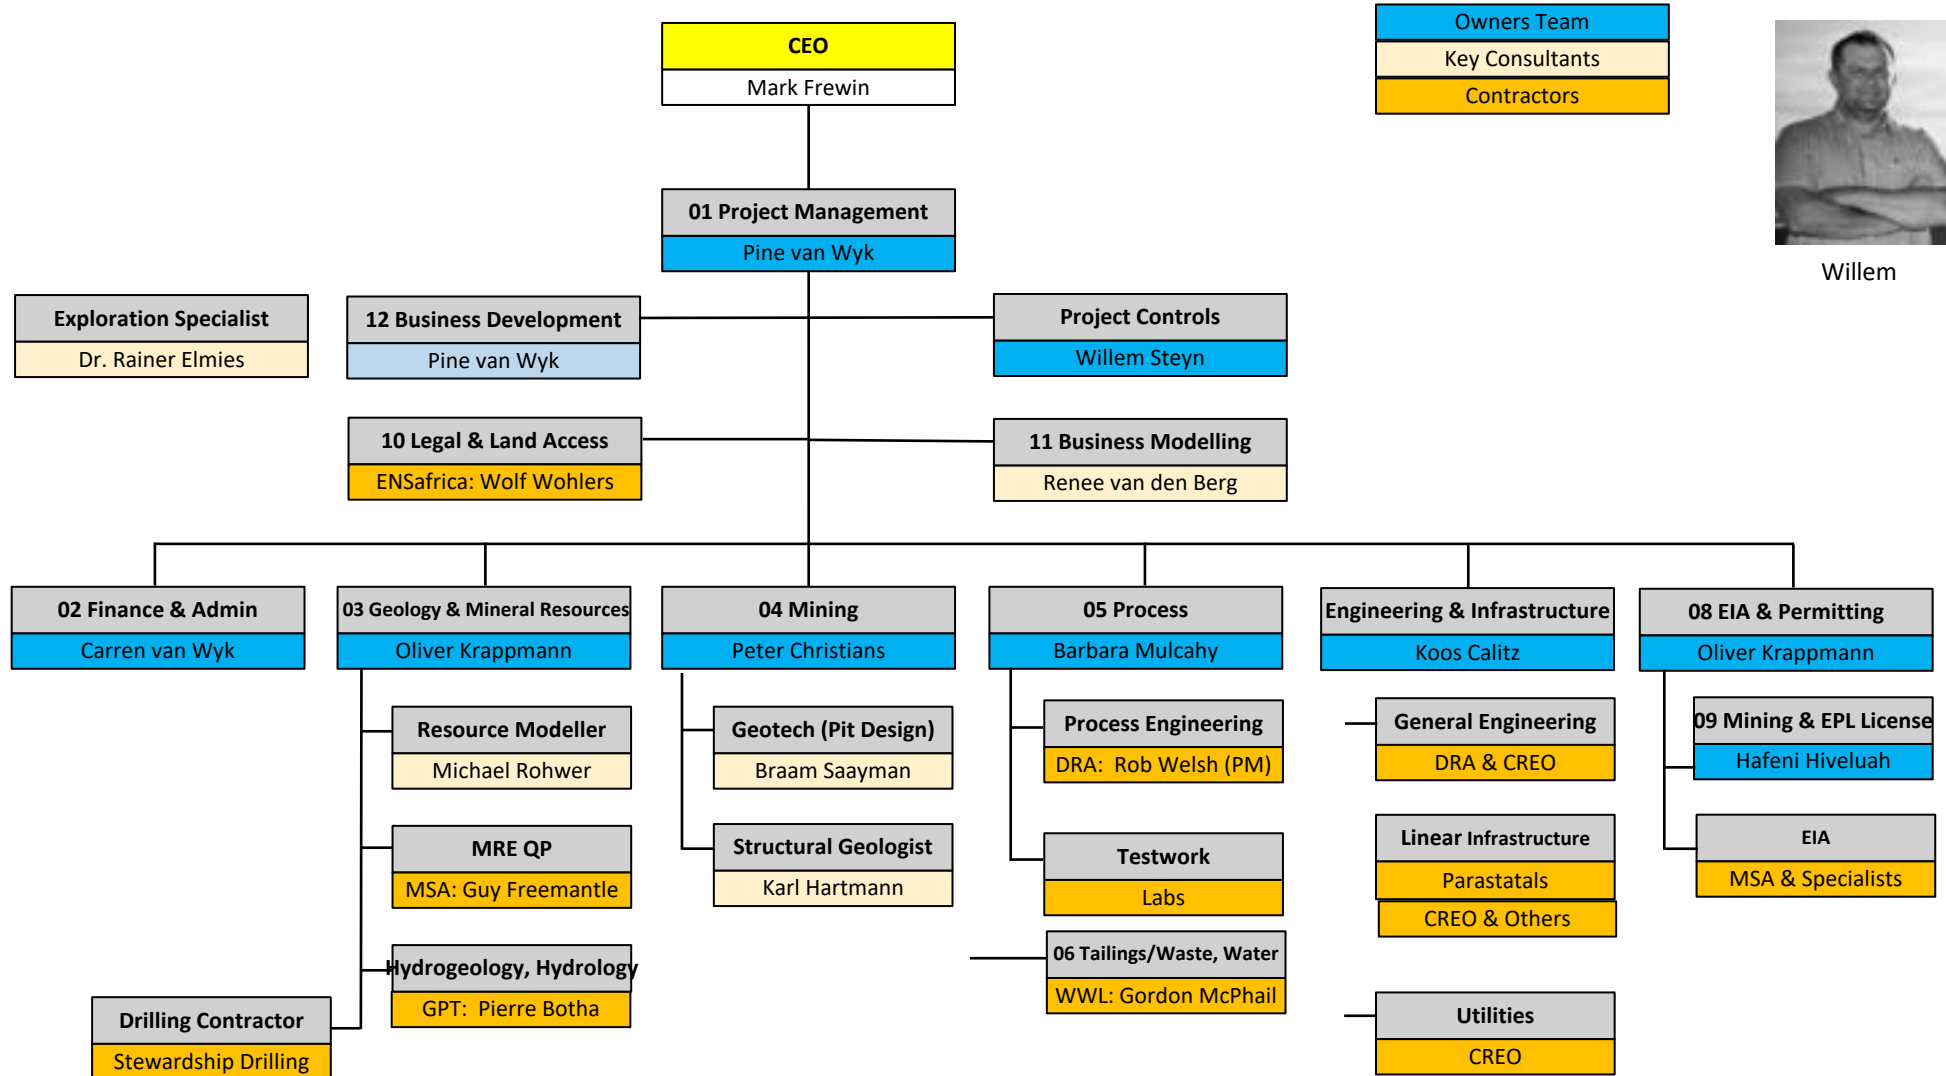 CEO
Mark Frewin
Owners Team
Key Consultants
Contractors
Willem
01 Project Management
Pine van Wyk
Exploration Specialist
Dr. Rainer Elmies
12 Business Development
Pine van Wyk
Project Controls
Willem Steyn
10 Legal & Land Access
ENSafrica: Wolf Wohlers
11 Business Modelling
Renee van den Berg
02 Finance & Admin
Carren van Wyk
03 Geology & Mineral Resources
Oliver Krappmann
04 Mining
Peter Christians
05 Process
Barbara Mulcahy
Engineering & Infrastructure
Koos Calitz
08 EIA & Permitting
Oliver Krappmann
Resource Modeller
Michael Rohwer
Geotech (Pit Design)
Braam Saayman
Process Engineering
DRA:  Rob Welsh (PM)
General Engineering
DRA & CREO
09 Mining & EPL License
Hafeni Hiveluah
MRE QP
MSA: Guy Freemantle
Structural Geologist
Karl Hartmann
Testwork
Labs
Linear Infrastructure
Parastatals
CREO & Others
EIA
MSA & Specialists
Hydrogeology, Hydrology
GPT:  Pierre Botha
06 Tailings/Waste, Water
WWL: Gordon McPhail
Drilling Contractor
Stewardship Drilling
Utilities
CREO